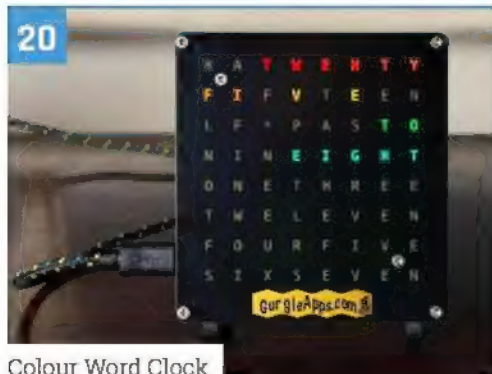 20
H A T W E N T Y
F I F V T E E N
L F * P A S T O
N I N E I G H T
O N E T H R E E
T W E L E V E N
F O U R F I V E
S I X S E V E N
GurgleApps.com
Colour Word Clock